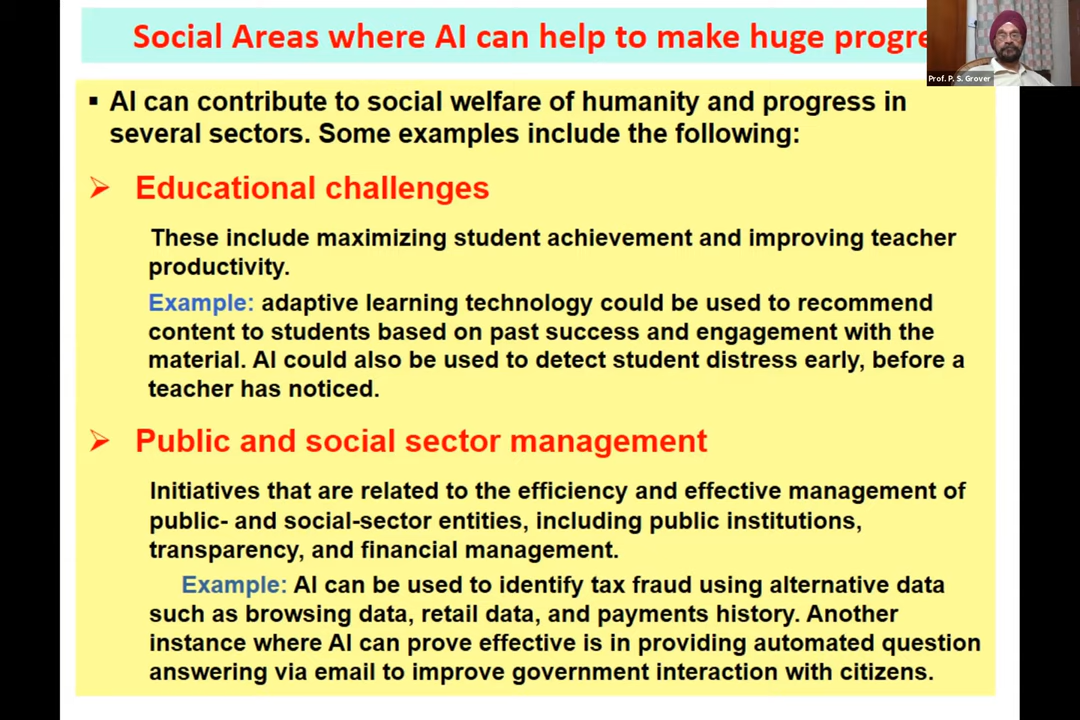 Social Areas where AI can help to make huge progre
Prof. P. S. Grover
▪ AI can contribute to social welfare of humanity and progress in
several sectors. Some examples include the following:
➢ Educational challenges
These include maximizing student achievement and improving teacher
productivity.
Example: adaptive learning technology could be used to recommend
content to students based on past success and engagement with the
material. AI could also be used to detect student distress early, before a
teacher has noticed.
➢ Public and social sector management
Initiatives that are related to the efficiency and effective management of
public- and social-sector entities, including public institutions,
transparency, and financial management.
Example: AI can be used to identify tax fraud using alternative data
such as browsing data, retail data, and payments history. Another
instance where AI can prove effective is in providing automated question
answering via email to improve government interaction with citizens.